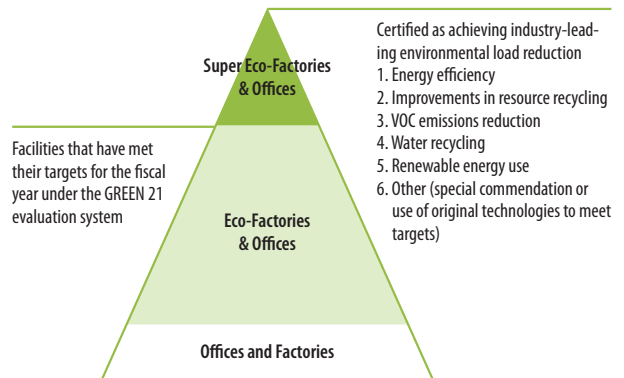 Super Eco-Factories
& Offices
Certified as achieving industry-lead-
ing environmental load reduction
1. Energy efficiency
2. Improvements in resource recycling
3. VOC emissions reduction
4. Water recycling
5. Renewable energy use
6. Other (special commendation or
use of original technologies to meet
targets)
Facilities that have met
their targets for the fiscal
year under the GREEN 21
evaluation system
Eco-Factories
& Offices
Offices and Factories